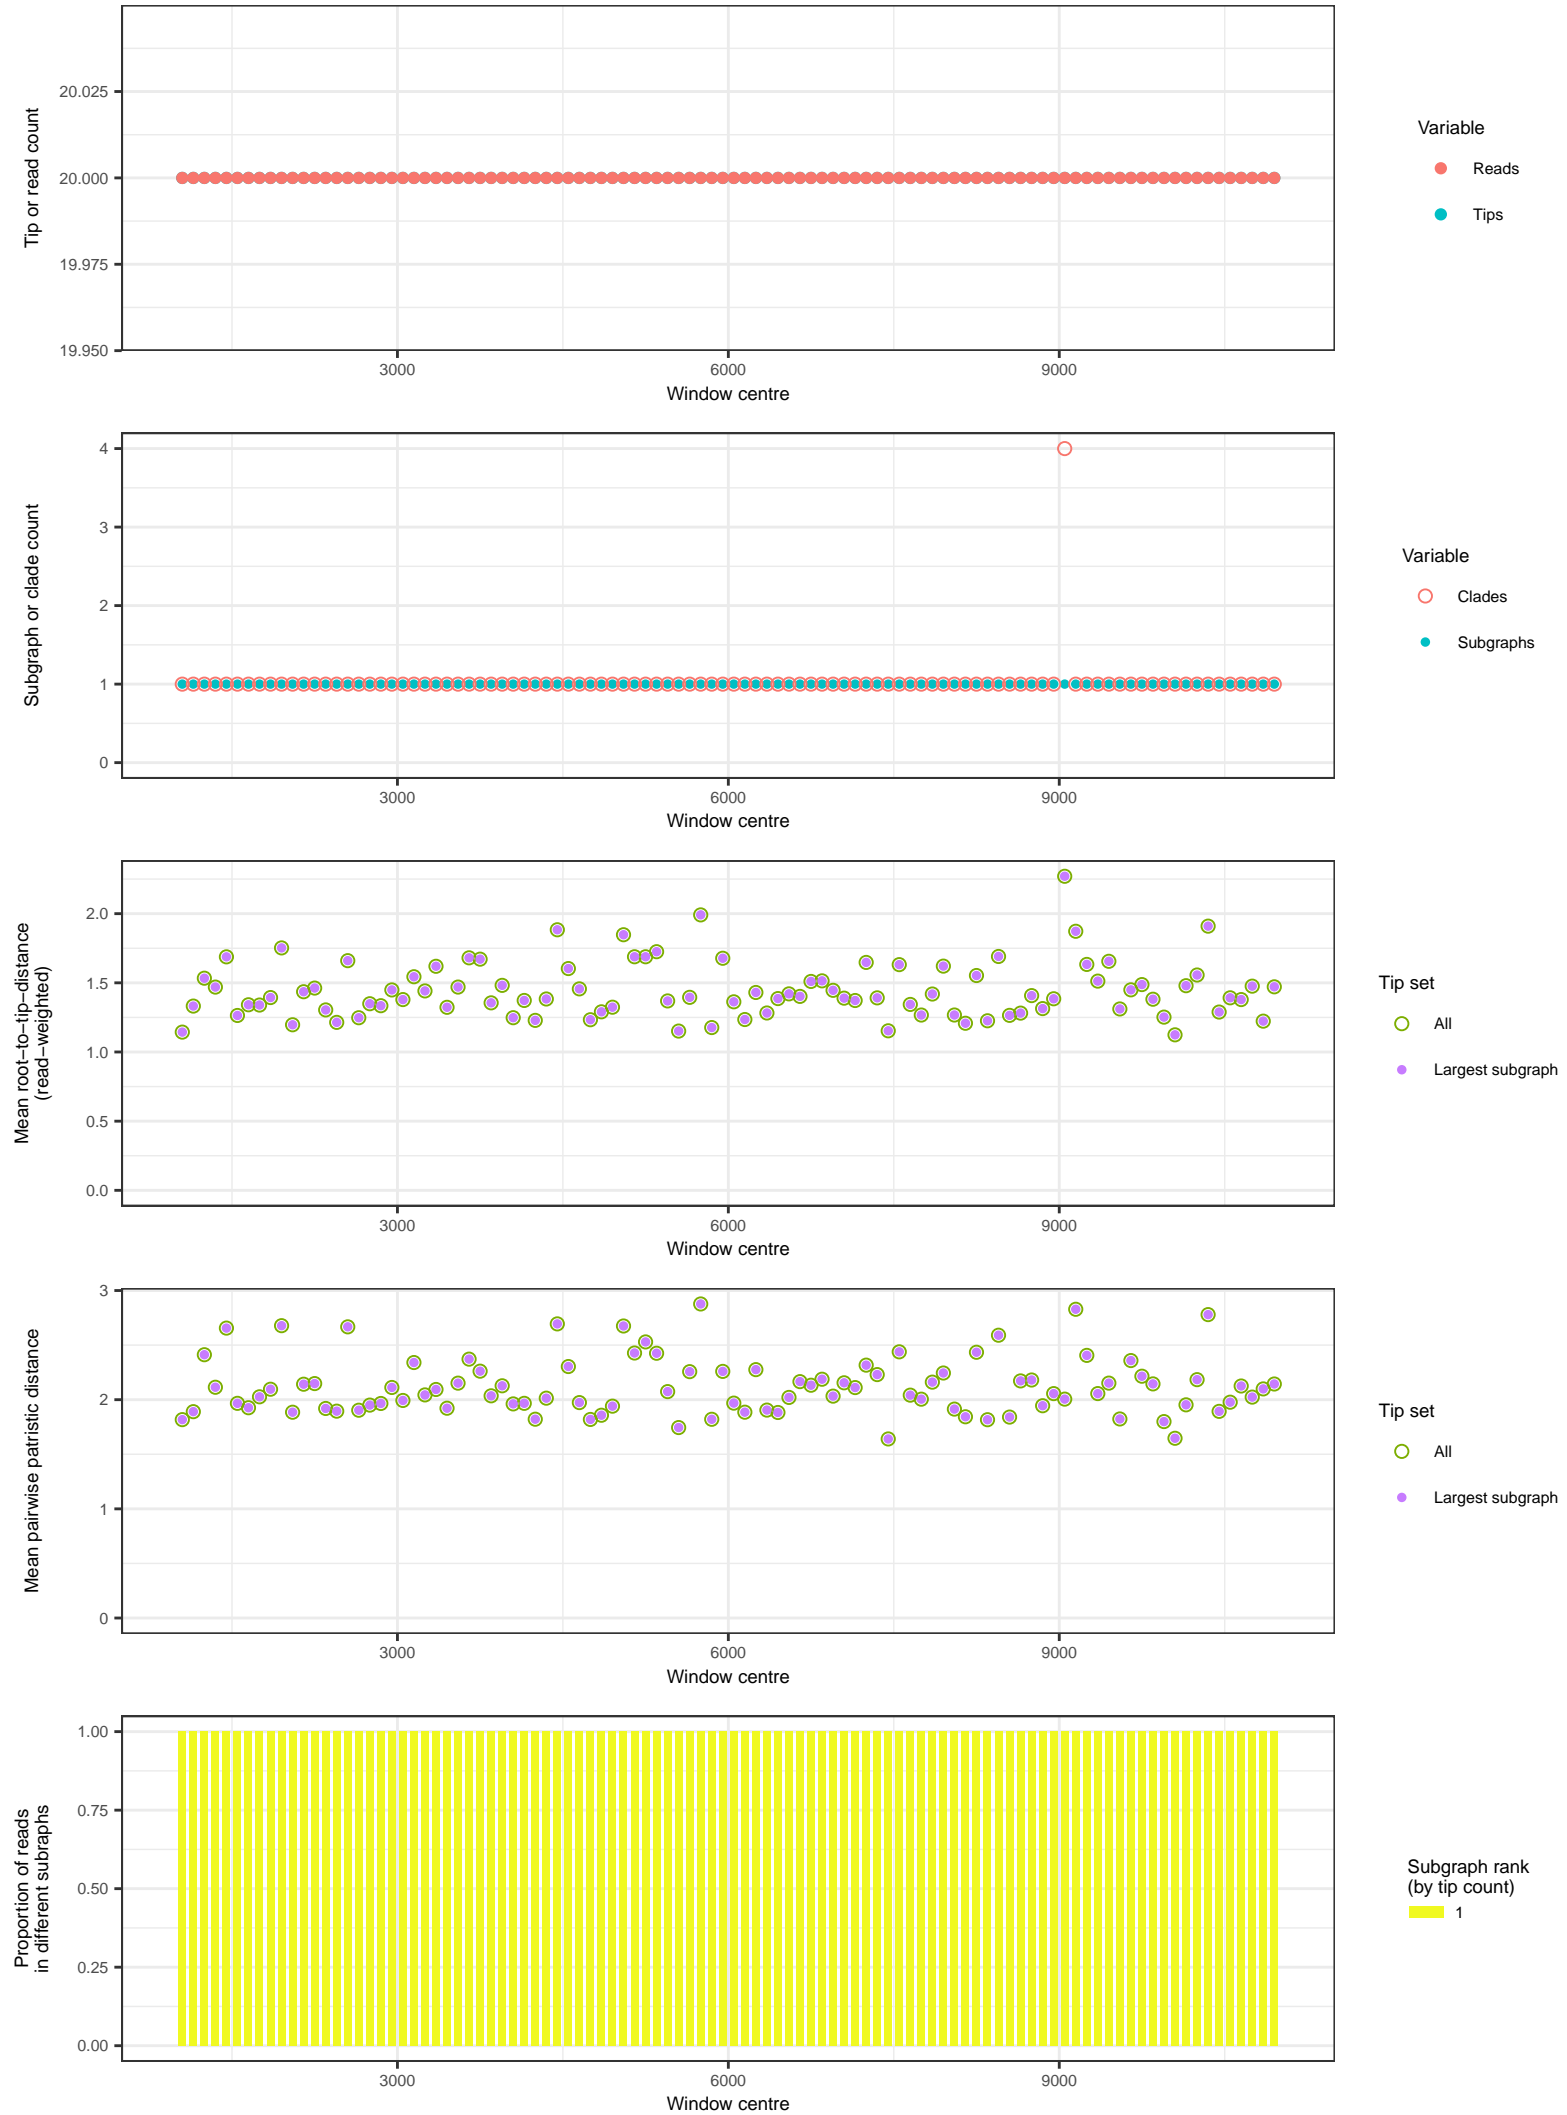 Tip or read count
20.025
20.000
19.975
19.950
3000
6000
9000
Window centre
Variable
Reads
Tips
Subgraph or clade count
4
3
2
1
0
3000
6000
9000
Window centre
Variable
Clades
Subgraphs
Mean root−to−tip−distance
(read−weighted)
2.0
1.5
1.0
0.5
0.0
3000
6000
9000
Window centre
Tip set
All
Largest subgraph
Mean pairwise patristic distance
3
2
1
0
3000
6000
9000
Window centre
Tip set
All
Largest subgraph
Proportion of reads
in different subraphs
1.00
0.75
0.50
0.25
0.00
3000
6000
9000
Window centre
Subgraph rank
(by tip count)
1